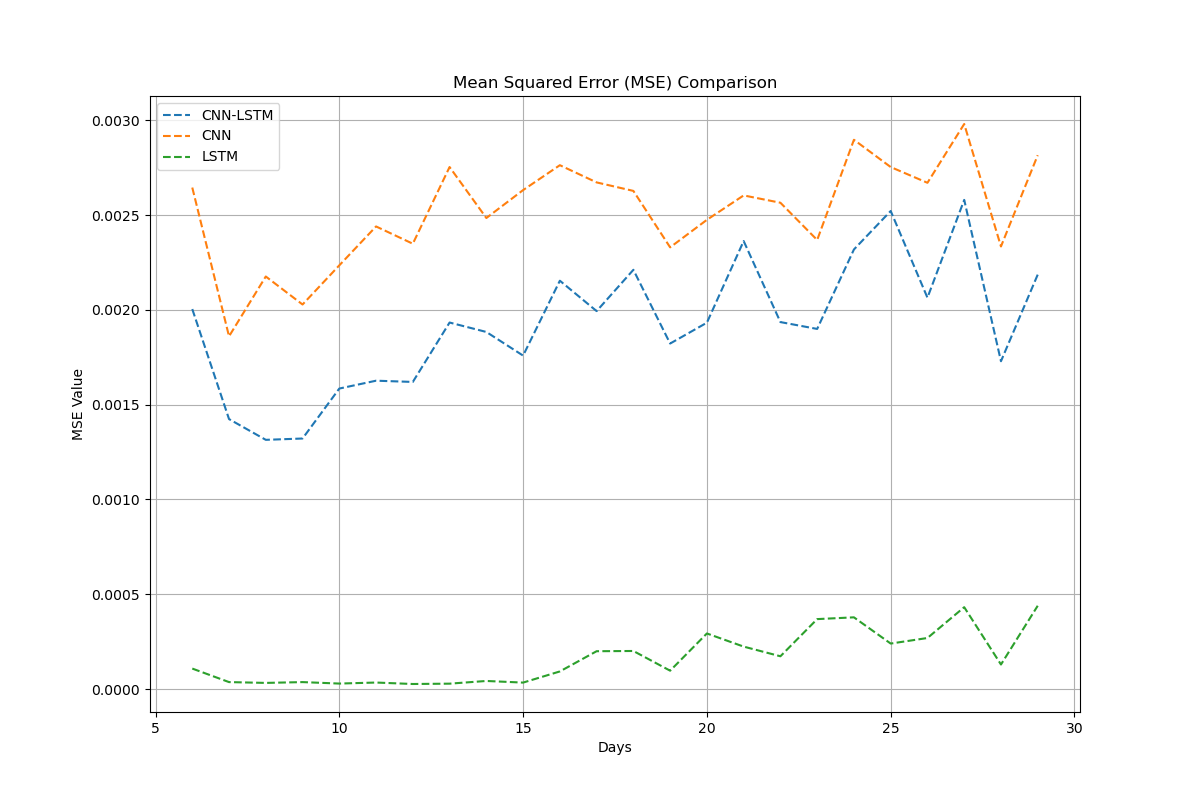 Mean Squared Error (MSE) Comparison
CNN-LSTM
CNN
LSTM
MSE Value
0.0030
0.0025
0.0020
0.0015
0.0010
0.0005
0.0000
5 10 15 20 25 30
Days